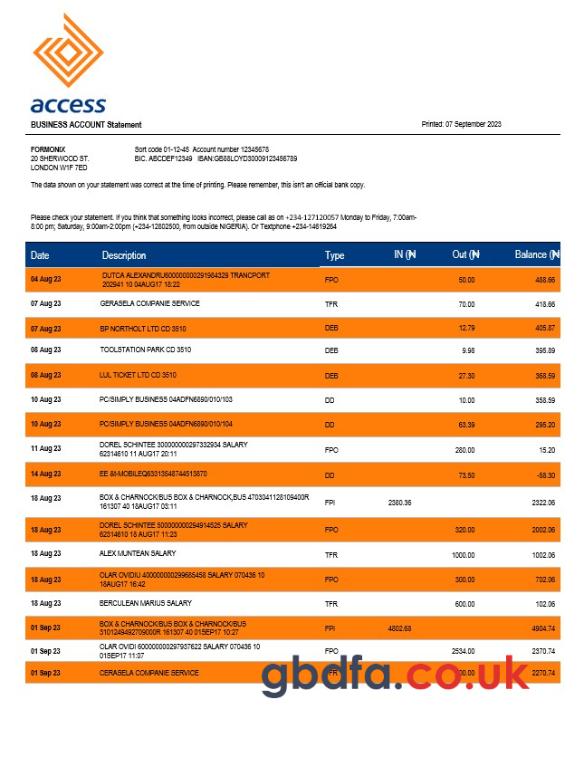 access
BUSINESS ACCOUNT Statement
Printed: 07 September 2023
FORMONIX
20 SHERWOOD ST.
LONDON W1F 7ED
Sort code 01-12-48 Account number 12345678
BIC. ABCDEF12349 IBAN:GB88LOYD30009123456789
The data shown on your statement was correct at the time of printing. Please remember, this isn't an official bank copy.
Please check your statement. If you think that something looks incorrect, please call as on +234-127120057 Monday to Friday, 7:00am-
8:00 pm; Saturday, 9:00am-2:00pm (+234-12802500, from outside NIGERIA). Or Textphone +234-14619264
Date Description Type IN (₦ Out (₦ Balance (₦
04 Aug 23 DUTCA ALEXANDRU600000000291984329 TRANCPORT
202941 10 04AUG17 18:22 FPO 50.00 488.66
07 Aug 23 GERASELA COMPANIE SERVICE TFR 70.00 418.66
07 Aug 23 BP NORTHOLT LTD CD 3510 DEB 12.79 405.87
08 Aug 23 TOOLSTATION PARK CD 3510 DEB 9.98 395.89
08 Aug 23 LUL TICKET LTD CD 3510 DEB 27.30 368.59
10 Aug 23 PC/SIMPLY BUSINESS 04ADFN6890/010/103 DD 10.00 358.59
10 Aug 23 PC/SIMPLY BUSINESS 04ADFN6890/010/104 DD 63.39 295.20
11 Aug 23 DOREL SCHINTEE 300000000297332934 SALARY
62314610 11 AUG17 20:11 FPO 280.00 15.20
14 Aug 23 EE &T-MOBILEQ63313548744513870 DD 73.50 -58.30
18 Aug 23 BOX & CHARNOCK/BUS BOX & CHARNOCK,BUS 4703041128109400R
161307 40 18AUG17 03:11 FPI 2380.36 2322.06
18 Aug 23 DOREL SCHINTEE 500000000294914525 SALARY
62314610 18 AUG17 11:23 FPO 320.00 2002.06
18 Aug 23 ALEX MUNTEAN SALARY TFR 1000.00 1002.06
18 Aug 23 OLAR OVIDIU 400000000299685458 SALARY 070436 10
18AUG17 16:42 FPO 300.00 702.06
18 Aug 23 BERCULEAN MARIUS SALARY TFR 600.00 102.06
01 Sep 23 BOX & CHARNOCK/BUS BOX & CHARNOCK/BUS
3101249492709000R 161307 40 01SEP17 10:27 FPI 4802.68 4904.74
01 Sep 23 OLAR OVIDI 600000000297937622 SALARY 070436 10
01SEP17 11:07 FPO 2534.00 2370.74
01 Sep 23 CERASELA COMPANIE SERVICE 2270.74
gbdfa.co.uk